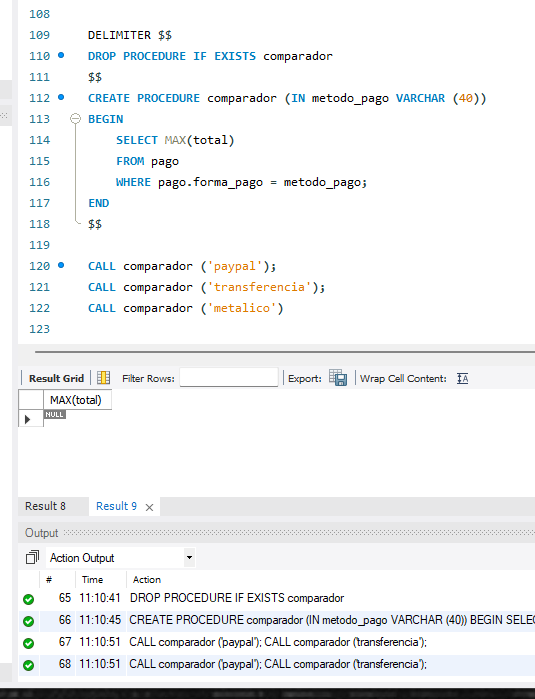 108
109 DELIMITER $$
110 DROP PROCEDURE IF EXISTS comparador
111 $$
112 CREATE PROCEDURE comparador (IN metodo_pago VARCHAR (40))
113 BEGIN
114 SELECT MAX(total)
115 FROM pago
116 WHERE pago.forma_pago = metodo_pago;
117 END
118 $$
119
120 CALL comparador ('paypal');
121 CALL comparador ('transferencia');
122 CALL comparador ('metalico')
123
Result Grid Filter Rows: Export: Wrap Cell Content: IA
MAX(total)
NULL
Result 8 Result 9
Output
Action Output
# Time Action
65 11:10:41 DROP PROCEDURE IF EXISTS comparador
66 11:10:45 CREATE PROCEDURE comparador (IN metodo_pago VARCHAR (40)) BEGIN SELE
67 11:10:51 CALL comparador ('paypal'); CALL comparador ('transferencia');
68 11:10:51 CALL comparador ('paypal'); CALL comparador ('transferencia');